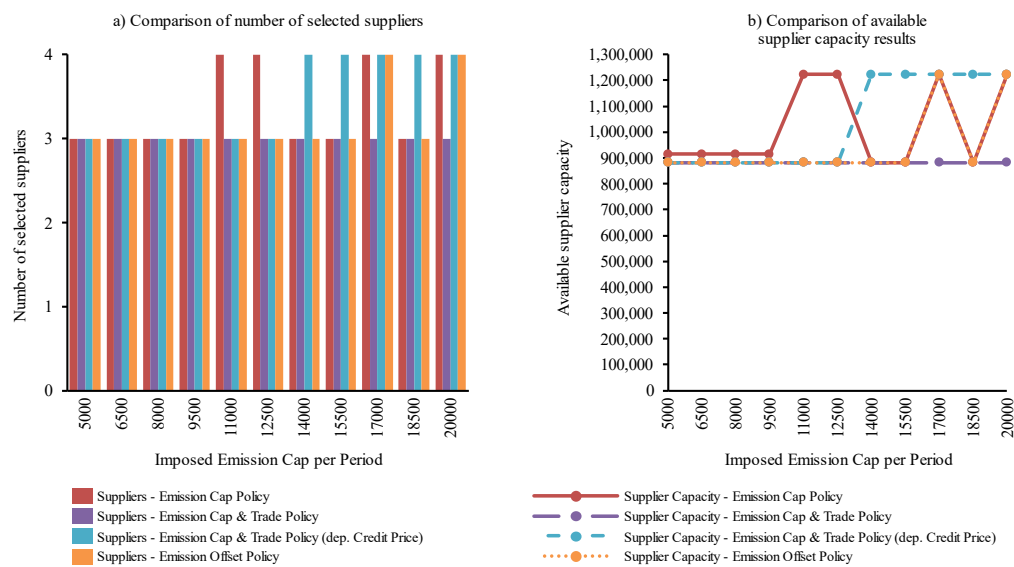 a) Comparison of number of selected suppliers
4
3
2
1
0
Number of selected suppliers
5000
6500
8000
9500
11000
12500
14000
15500
17000
18500
20000
Imposed Emission Cap per Period
Suppliers - Emission Cap Policy
Suppliers - Emission Cap & Trade Policy
Suppliers - Emission Cap & Trade Policy (dep. Credit Price)
Suppliers - Emission Offset Policy
b) Comparison of available
supplier capacity results
1,300,000
1,200,000
1,100,000
1,000,000
900,000
800,000
700,000
600,000
500,000
400,000
300,000
200,000
100,000
0
Available supplier capacity
5000
6500
8000
9500
11000
12500
14000
15500
17000
18500
20000
Imposed Emission Cap per Period
Supplier Capacity - Emission Cap Policy
Supplier Capacity - Emission Cap & Trade Policy
Supplier Capacity - Emission Cap & Trade Policy (dep. Credit Price)
Supplier Capacity - Emission Offset Policy